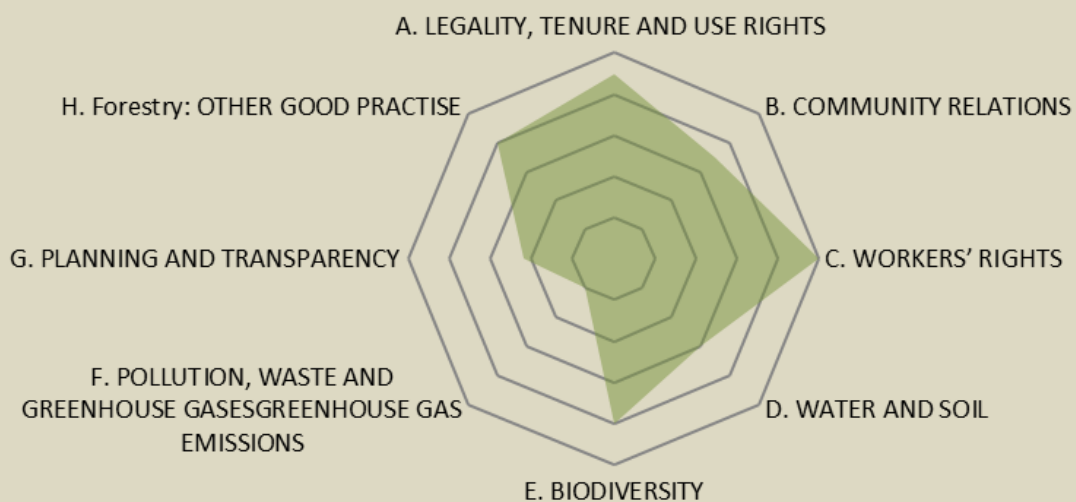 A. LEGALITY, TENURE AND USE RIGHTS
B. COMMUNITY RELATIONS
C. WORKERS’ RIGHTS
D. WATER AND SOIL
E. BIODIVERSITY
F. POLLUTION, WASTE AND
GREENHOUSE GASESGREENHOUSE GAS
EMISSIONS
G. PLANNING AND TRANSPARENCY
H. Forestry: OTHER GOOD PRACTISE